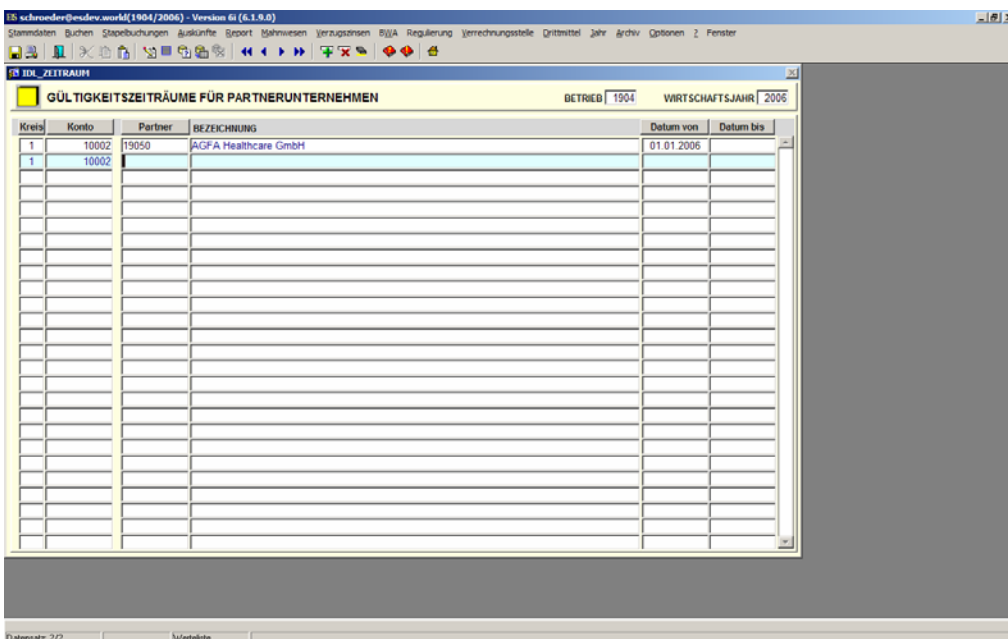 schroeder@esdev.world(1904/2006) - Version 6i (6.1.9.0)
Stammdaten Buchen Stapelbuchungen Auskünfte Report Mahnwesen Verzugszinsen BWA Regulierung Verrechnungsstelle Drittmittel Jahr Archiv Optionen ? Fenster
IDL_ZEITRAUM
GÜLTIGKEITSZEITRÄUME FÜR PARTNERUNTERNEHMEN BETRIEB 1904 WIRTSCHAFTSJAHR 2006
Kreis Konto Partner BEZEICHNUNG Datum von Datum bis
1 10002 19050 AGFA Healthcare GmbH 01.01.2006
1 10002
Datensatz: 2/2 Werteliste